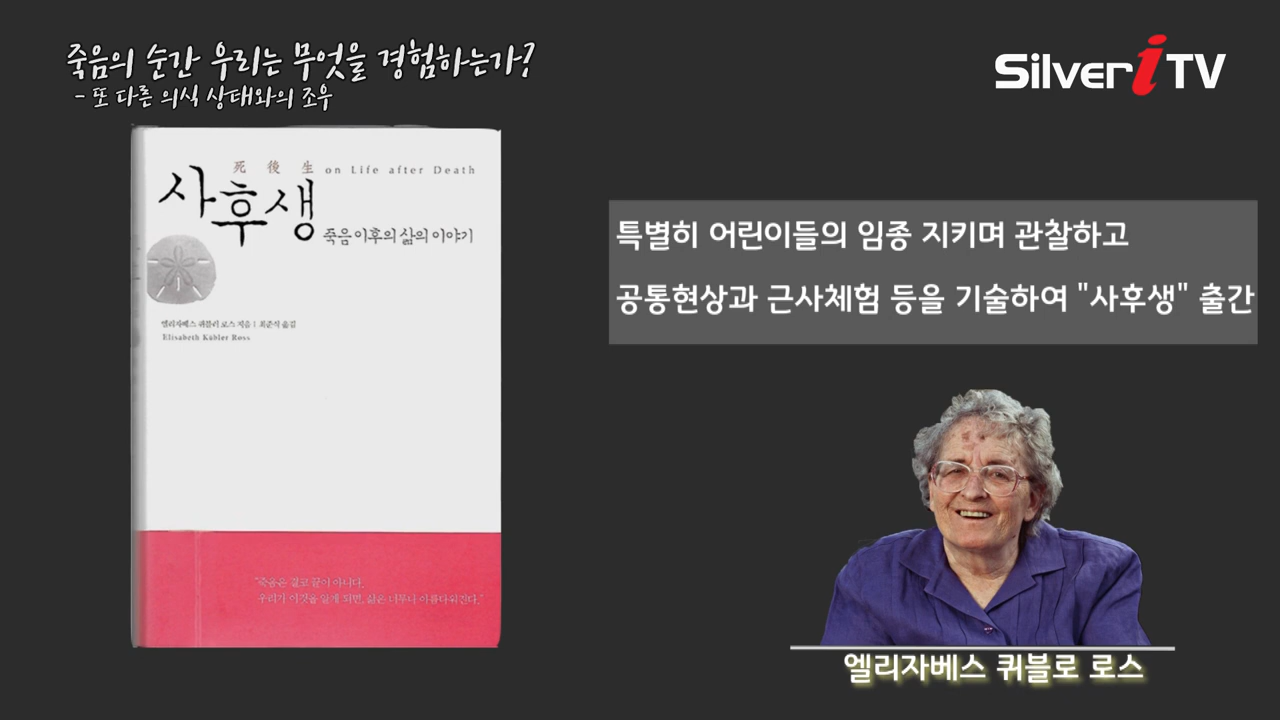 죽음의 순간 우리는 무엇을 경험하는가?
- 또 다른 의식 상태와의 조우
Silver i TV
死 後 生 on Life after Death
사후생
죽음 이후의 삶의 이야기
엘리자베스 퀴블러 로스 지음 | 최준식 옮김
Elisabeth Kübler Ross
"죽음은 결코 끝이 아니다.
우리가 이것을 알게 되면, 삶은 너무나 아름다워진다."
특별히 어린이들의 임종 지키며 관찰하고
공통현상과 근사체험 등을 기술하여 "사후생" 출간
엘리자베스 퀴블로 로스